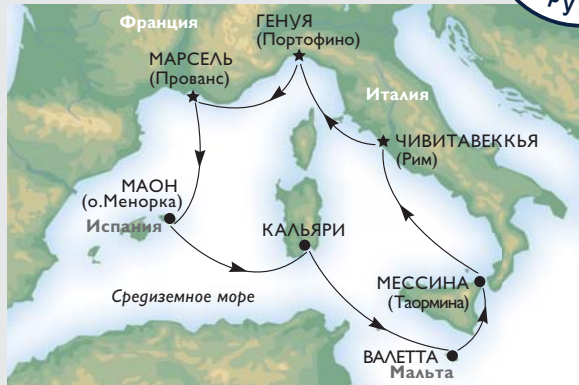 Франция
ГЕНУЯ
(Портофино)
МАРСЕЛЬ
(Прованс)
Италия
ЧИВИТАВЕККЬЯ
(Рим)
МАОН
(о.Менорка)
Испания
КАЛЬЯРИ
МЕССИНА
(Таормина)
Средиземное море
ВАЛЕТТА
Мальта